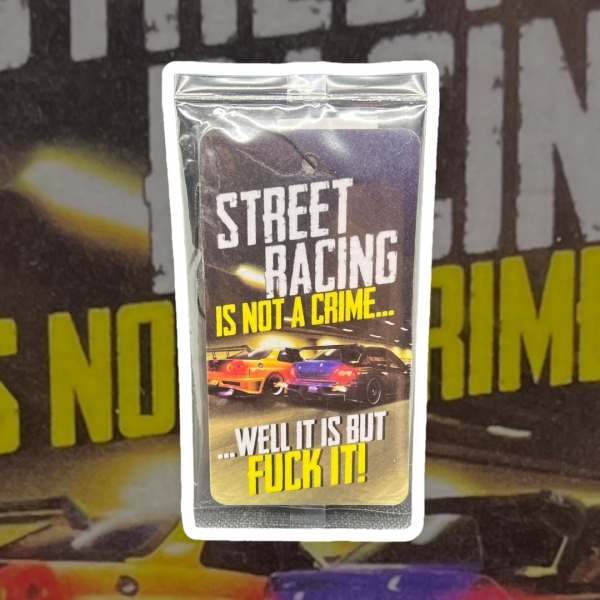 STREET
RACING
IS NOT A CRIME...
...WELL IT IS BUT
FUCK IT!